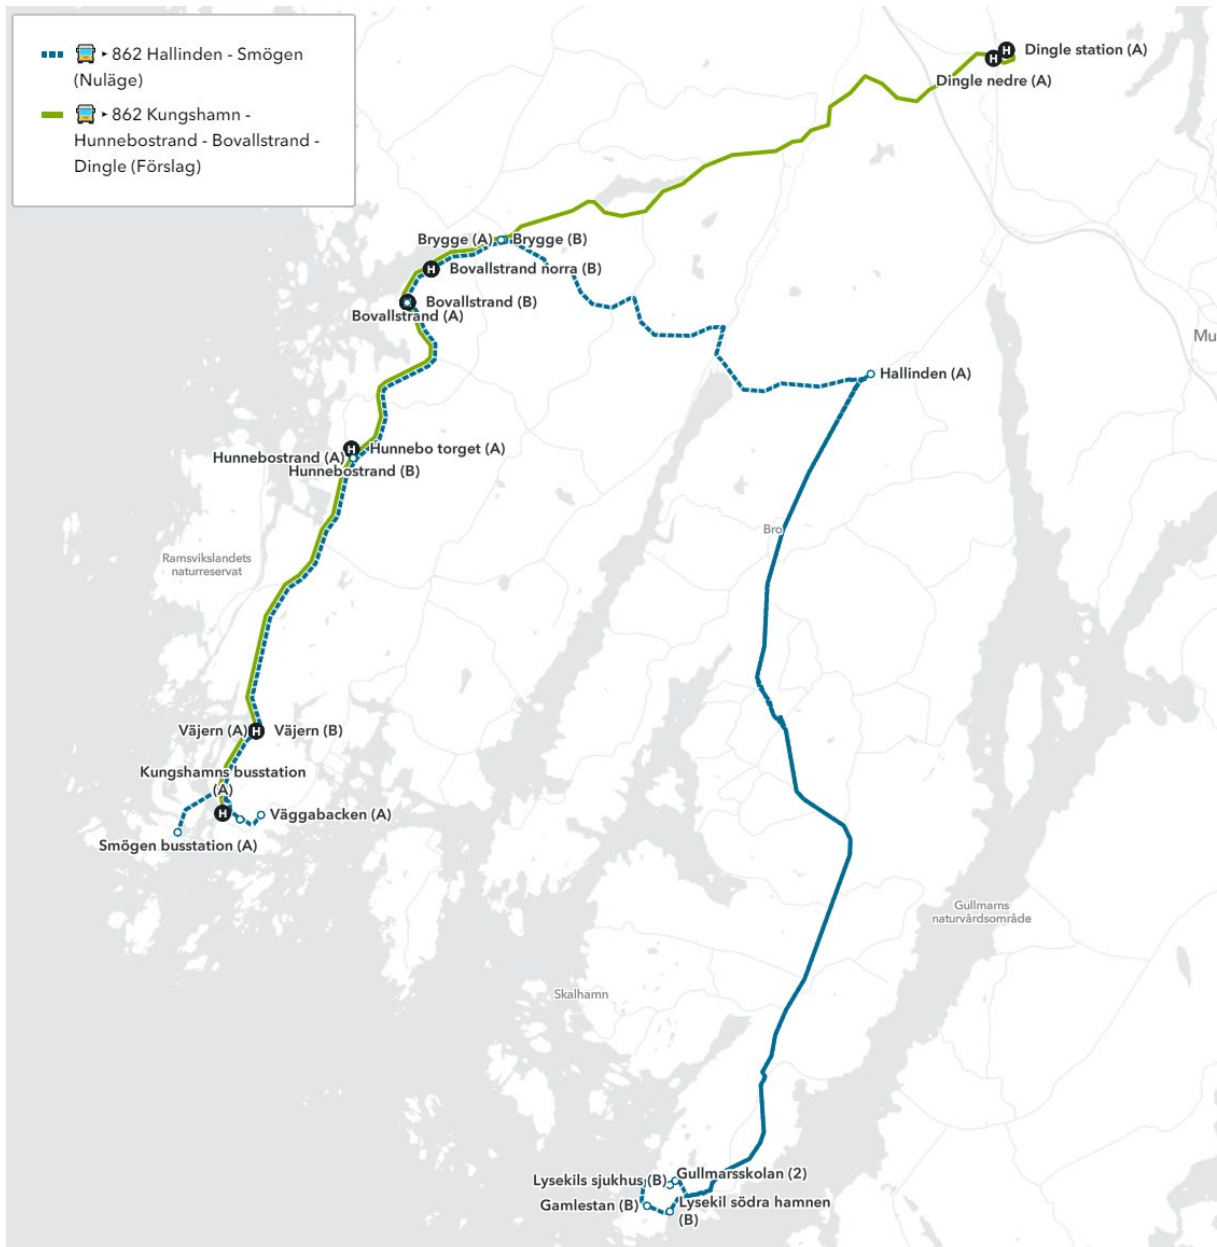 ‣ 862 Hallinden - Smögen
(Nuläge)
‣ 862 Kungshamn -
Hunnebostrand - Bovallstrand -
Dingle (Förslag)
H Dingle station (A)
H
Dingle nedre (A)
Brygge (A) Brygge (B)
H Bovallstrand norra (B)
Bovallstrand (B)
Bovallstrand (A)
Mu
Hallinden (A)
H Hunnebo torget (A)
Hunnebostrand (A)
Hunnebostrand (B)
Bro
Ramsvikslandets
naturreservat
Väjern (A) H Väjern (B)
Kungshamns busstation
(A)
H Väggabacken (A)
Smögen busstation (A)
Gullmarns
naturvårdsområde
Skalhamn
Gullmarsskolan (2)
Lysekils sjukhus (B)
Gamlestan (B)
Lysekil södra hamnen
(B)